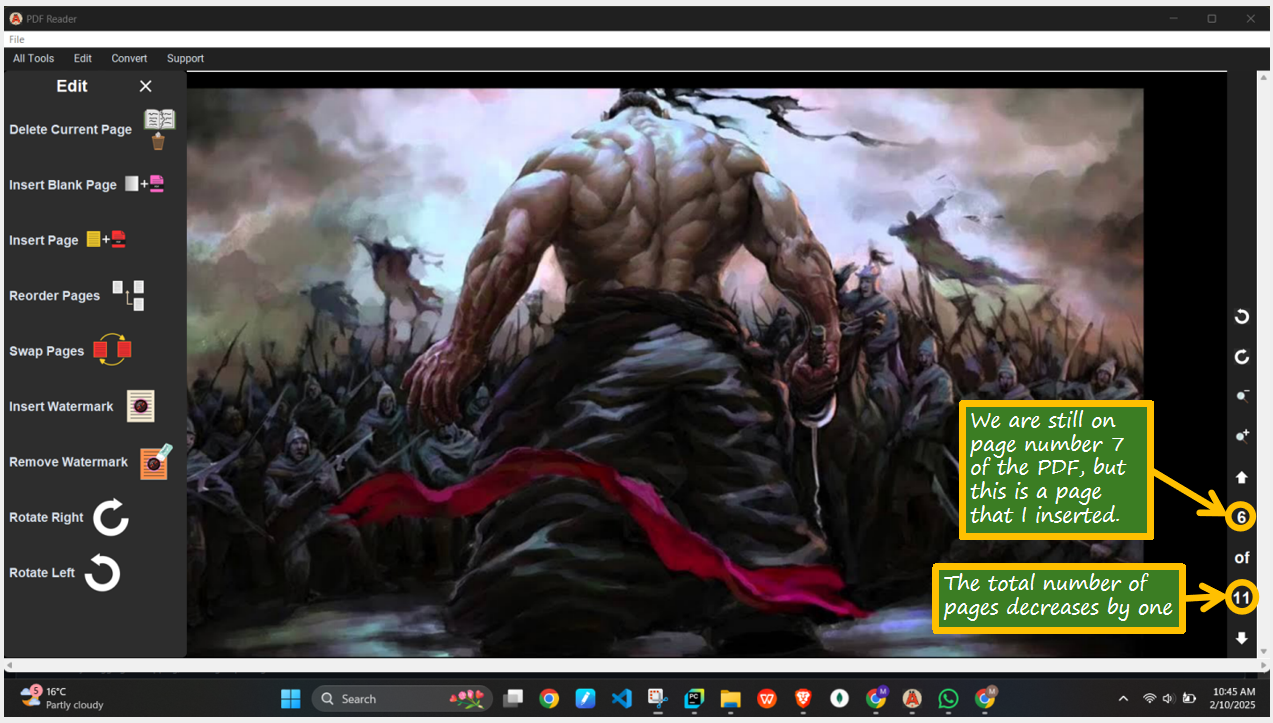 PDF Reader
File
All Tools Edit Convert Support
Edit
Delete Current Page
Insert Blank Page
Insert Page
Reorder Pages
Swap Pages
Insert Watermark
Remove Watermark
Rotate Right
Rotate Left
We are still on
page number 7
of the PDF, but
this is a page
that I inserted.
6
of
The total number of
pages decreases by one
11
5
16°C
Partly cloudy
Search
PC
W
M
M
10:45 AM
2/10/2025